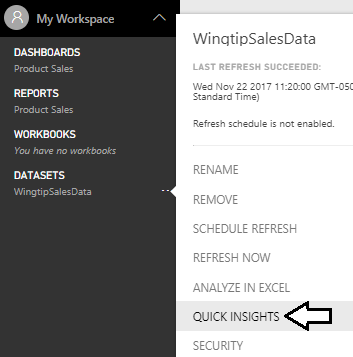 My Workspace
DASHBOARDS
Product Sales
REPORTS
Product Sales
WORKBOOKS
You have no workbooks
DATASETS
WingtipSalesData
WingtipSalesData
LAST REFRESH SUCCEEDED:
Wed Nov 22 2017 11:20:00 GMT-050
Standard Time)
Refresh schedule is not enabled.
RENAME
REMOVE
SCHEDULE REFRESH
REFRESH NOW
ANALYZE IN EXCEL
QUICK INSIGHTS
SECURITY